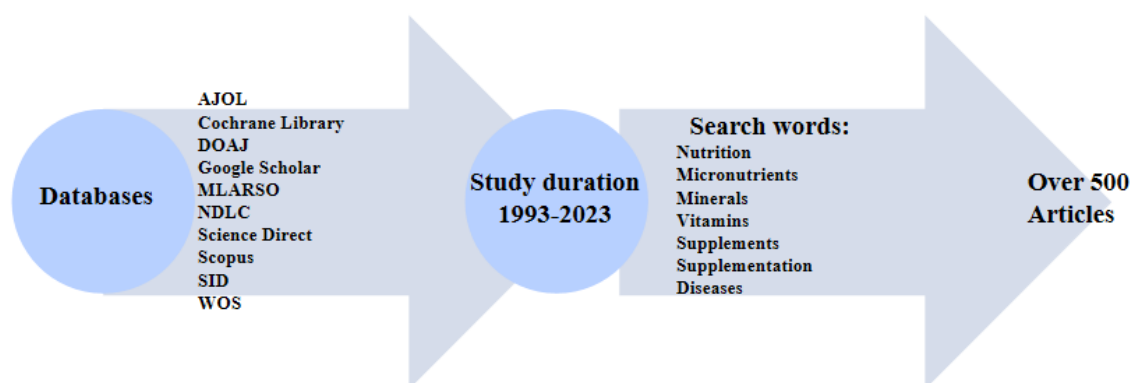 Databases
AJOL
Cochrane Library
DOAJ
Google Scholar
MLARSO
NDLC
Science Direct
Scopus
SID
WOS
Study duration
1993-2023
Search words:
Nutrition
Micronutrients
Minerals
Vitamins
Supplements
Supplementation
Diseases
Over 500
Articles